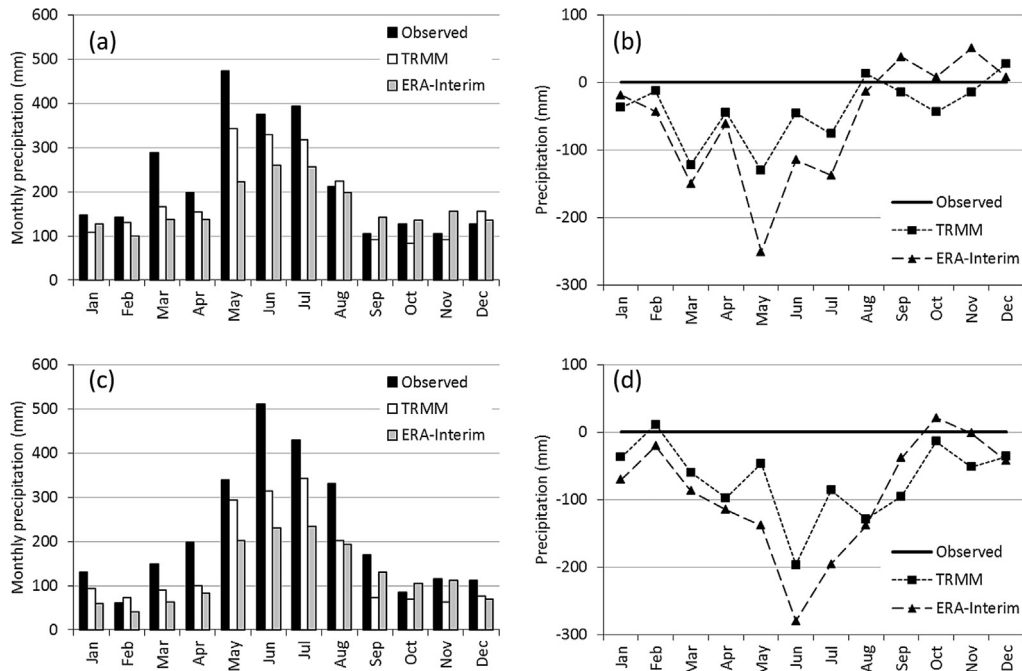 (a)
Monthly precipitation (mm)
600
500
400
300
200
100
0
Observed
TRMM
ERA-Interim
Jan
Feb
Mar
Apr
May
Jun
Jul
Aug
Sep
Oct
Nov
Dec
(b)
Precipitation (mm)
100
0
-100
-200
-300
Observed
TRMM
ERA-Interim
Jan
Feb
Mar
Apr
May
Jun
Jul
Aug
Sep
Oct
Nov
Dec
(c)
Monthly precipitation (mm)
600
500
400
300
200
100
0
Observed
TRMM
ERA-Interim
Jan
Feb
Mar
Apr
May
Jun
Jul
Aug
Sep
Oct
Nov
Dec
(d)
Precipitation (mm)
100
0
-100
-200
-300
Observed
TRMM
ERA-Interim
Jan
Feb
Mar
Apr
May
Jun
Jul
Aug
Sep
Oct
Nov
Dec